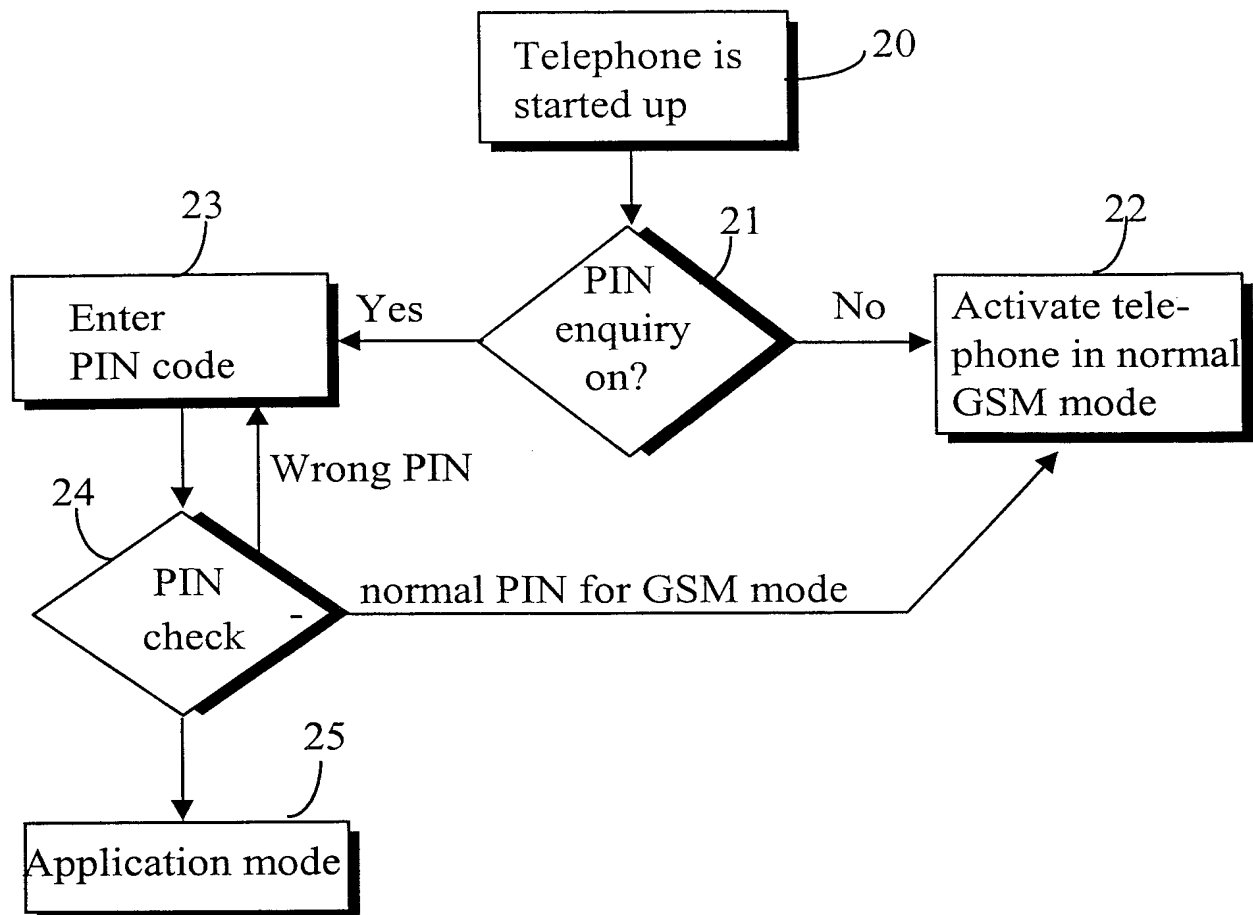 Telephone is
started up
20
23
21
22
Enter
PIN code
Yes
PIN
enquiry
on?
No
Activate tele-
phone in normal
GSM mode
Wrong PIN
24
PIN
check
-
normal PIN for GSM mode
25
Application mode